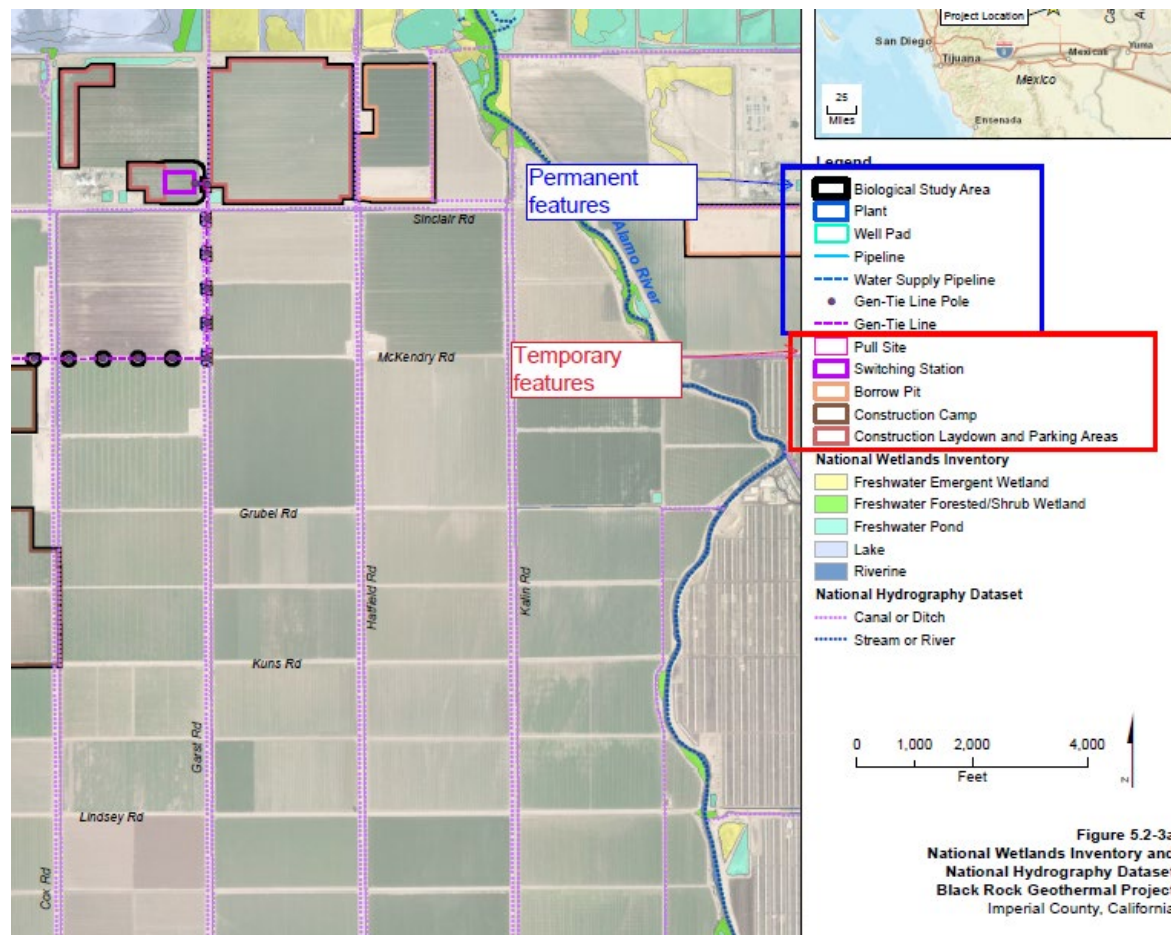 Project Location
San Diego
Tijuana
Mexicali
Yuma
Mexico
Ensenada
8
25
Miles
Legend
Biological Study Area
Plant
Well Pad
Pipeline
Water Supply Pipeline
Gen-Tie Line Pole
Gen-Tie Line
Pull Site
Switching Station
Borrow Pit
Construction Camp
Construction Laydown and Parking Areas
National Wetlands Inventory
Freshwater Emergent Wetland
Freshwater Forested/Shrub Wetland
Freshwater Pond
Lake
Riverine
National Hydrography Dataset
Canal or Ditch
Stream or River
0 1,000 2,000 4,000
Feet
N
Figure 5.2-3a
National Wetlands Inventory and
National Hydrography Dataset
Black Rock Geothermal Project
Imperial County, California
Permanent
features
Temporary
features
Sinclair Rd
Alamo River
McKendry Rd
Grubel Rd
Hatfield Rd
Kalin Rd
Kuns Rd
Garst Rd
Lindsey Rd
Cox Rd